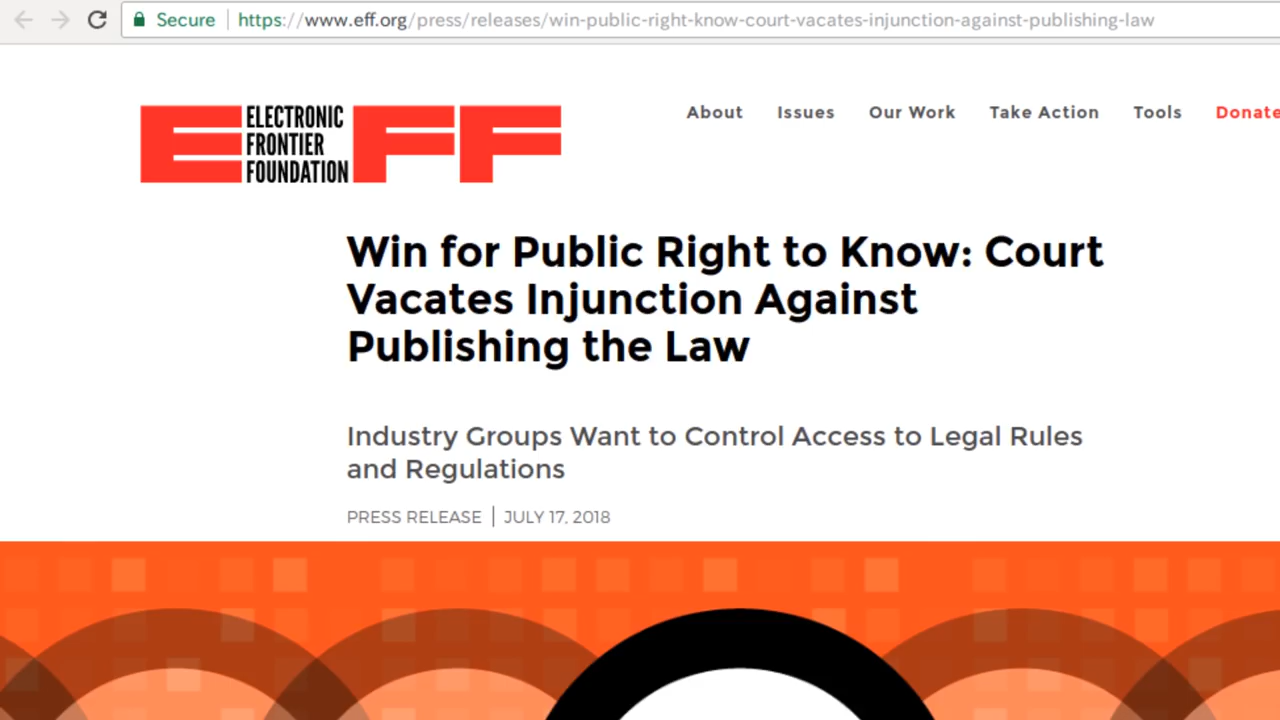 Secure https://www.eff.org/press/releases/win-public-right-know-court-vacates-injunction-against-publishing-law
ELECTRONIC
FRONTIER
FOUNDATION
EFF
About Issues Our Work Take Action Tools Donate
Win for Public Right to Know: Court
Vacates Injunction Against
Publishing the Law
Industry Groups Want to Control Access to Legal Rules
and Regulations
PRESS RELEASE | JULY 17, 2018